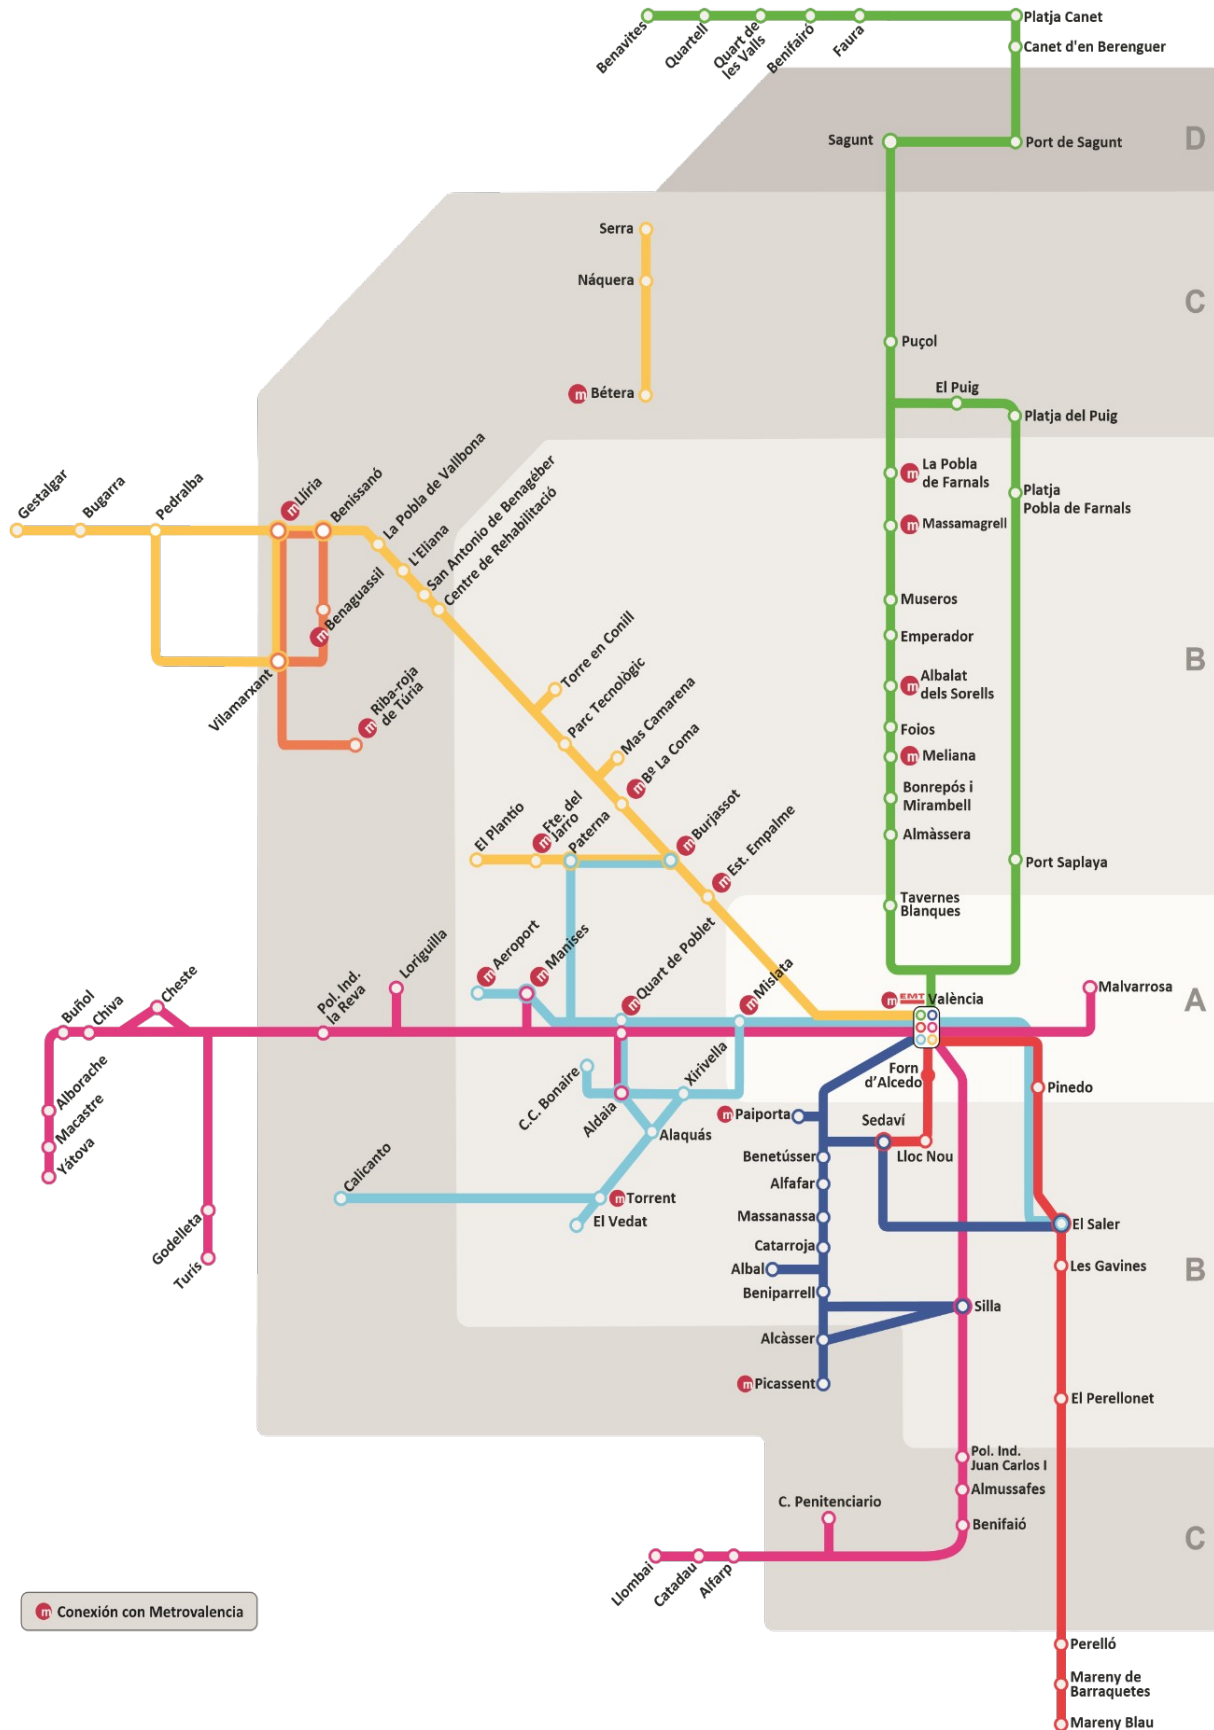 Platja Canet
Benavites
Quartell
Quart de
les Valls
Benifairó
Faura
Canet d'en Berenguer
Sagunt
Port de Sagunt
D
Serra
Náquera
C
Puçol
El Puig
m Bétera
Platja del Puig
m La Pobla
de Farnals
Platja
Pobla de Farnals
m Massamagrell
Gestalgar
Bugarra
Pedralba
m Llíria
Benissanó
La Pobla de Vallbona
L'Eliana
San Antonio de Benagéber
Centre de Rehabilitació
Museros
Emperador
m Benaguassil
B
Vilamarxant
m Riba-roja
de Túria
Torre en Conill
Parc Tecnològic
Mas Camarena
m Bº La Coma
m Albalat
dels Sorells
Foios
m Meliana
Bonrepós i
Mirambell
Almàssera
El Plantío
m Fte. del
Jarro
Paterna
m Burjassot
m Est. Empalme
Port Saplaya
Tavernes
Blanques
m Aeroport
m Manises
m Quart de Poblet
m Mislata
m EMT València
Malvarrosa
A
Buñol
Chiva
Cheste
Pol. Ind.
la Reva
Loriguilla
Forn
d'Alcedo
Pinedo
Alborache
Macastre
Yátova
C.C. Bonaire
Aldaia
Xirivella
Alaquás
m Paiporta
Sedaví
Lloc Nou
Benetússer
Alfafar
Calicanto
m Torrent
El Vedat
Massanassa
El Saler
Godelleta
Turís
Catarroja
Albal
Les Gavines
B
Beniparrell
Silla
Alcàsser
m Picassent
El Perellonet
Pol. Ind.
Juan Carlos I
Almussafes
C. Penitenciario
Benifaió
C
Llombai
Catadau
Alfarp
m Conexión con Metrovalencia
Perelló
Mareny de
Barraquetes
Mareny Blau